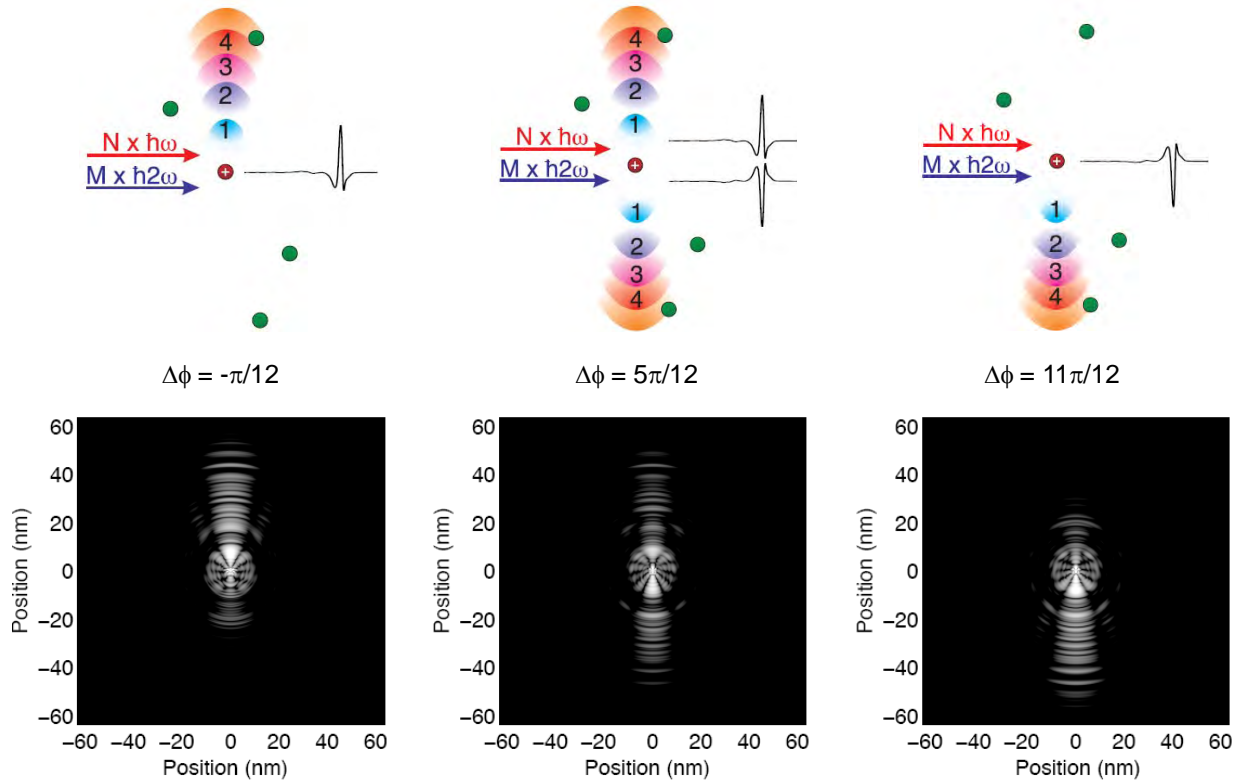 4
3
2
1
N x ħω
+
M x ħ2ω
4
3
2
1
N x ħω
+
M x ħ2ω
1
2
3
4
N x ħω
+
M x ħ2ω
1
2
3
4
Δϕ = -π/12
Δϕ = 5π/12
Δϕ = 11π/12
Position (nm)
60
40
20
0
−20
−40
−60
−60 −40 −20 0 20 40 60
Position (nm)
Position (nm)
60
40
20
0
−20
−40
−60
−60 −40 −20 0 20 40 60
Position (nm)
Position (nm)
60
40
20
0
−20
−40
−60
−60 −40 −20 0 20 40 60
Position (nm)